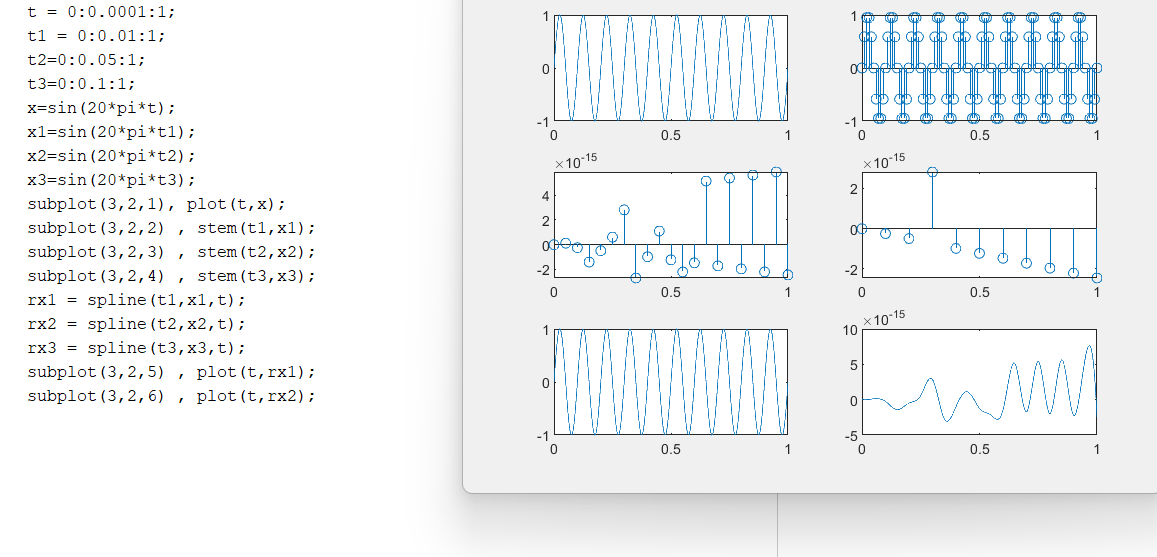 t = 0:0.0001:1;
t1 = 0:0.01:1;
t2=0:0.05:1;
t3=0:0.1:1;
x=sin(20*pi*t);
x1=sin(20*pi*t1);
x2=sin(20*pi*t2);
x3=sin(20*pi*t3);
subplot(3,2,1), plot(t,x);
subplot(3,2,2) , stem(t1,x1);
subplot(3,2,3) , stem(t2,x2);
subplot(3,2,4) , stem(t3,x3);
rx1 = spline(t1,x1,t);
rx2 = spline(t2,x2,t);
rx3 = spline(t3,x3,t);
subplot(3,2,5) , plot(t,rx1);
subplot(3,2,6) , plot(t,rx2);
1
0
-1
0 0.5 1
1
0
-1
0 0.5 1
×10⁻¹⁵
4
2
0
-2
0 0.5 1
×10⁻¹⁵
2
0
-2
0 0.5 1
1
0
-1
0 0.5 1
×10⁻¹⁵
10
5
0
-5
0 0.5 1